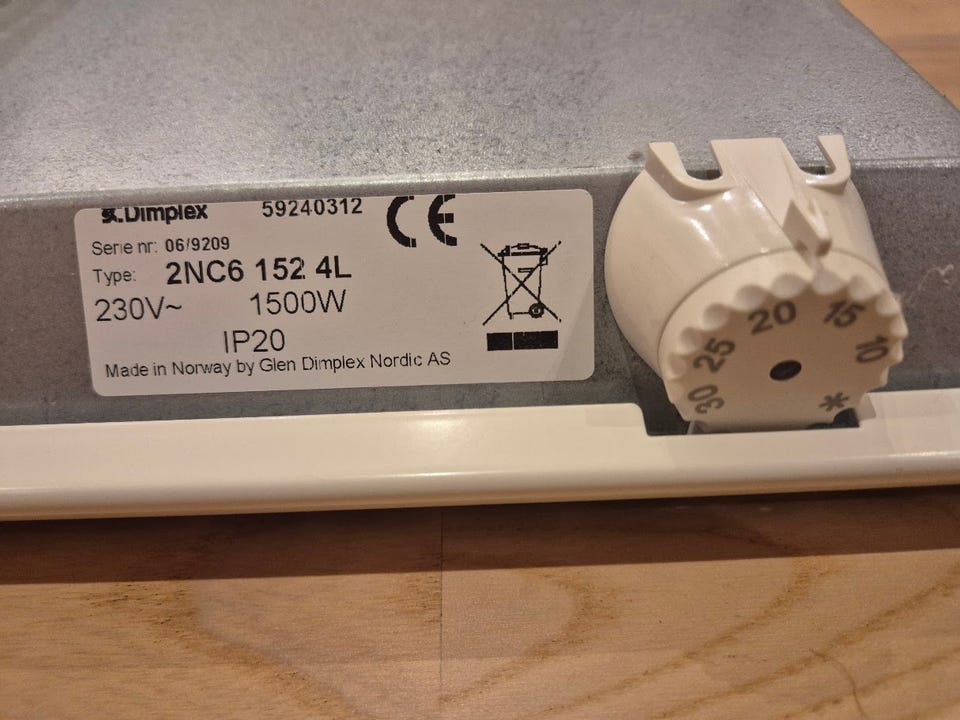 Dimplex 59240312 CE
Serie nr: 06/9209
Type: 2NC6 152 4L
230V~ 1500W
IP20
Made in Norway by Glen Dimplex Nordic AS
30 25 20 15 10 *